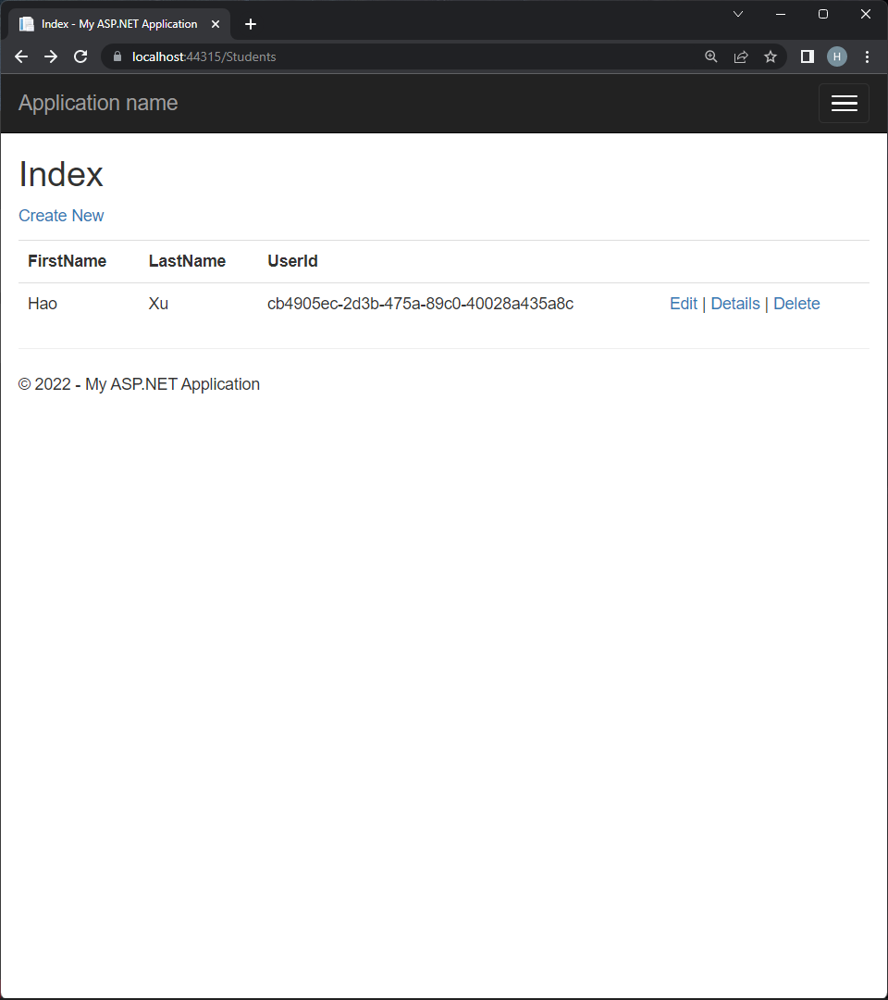 Index - My ASP.NET Application
localhost:44315/Students
H
Application name
Index
Create New
FirstName LastName UserId
Hao Xu cb4905ec-2d3b-475a-89c0-40028a435a8c Edit | Details | Delete
© 2022 - My ASP.NET Application